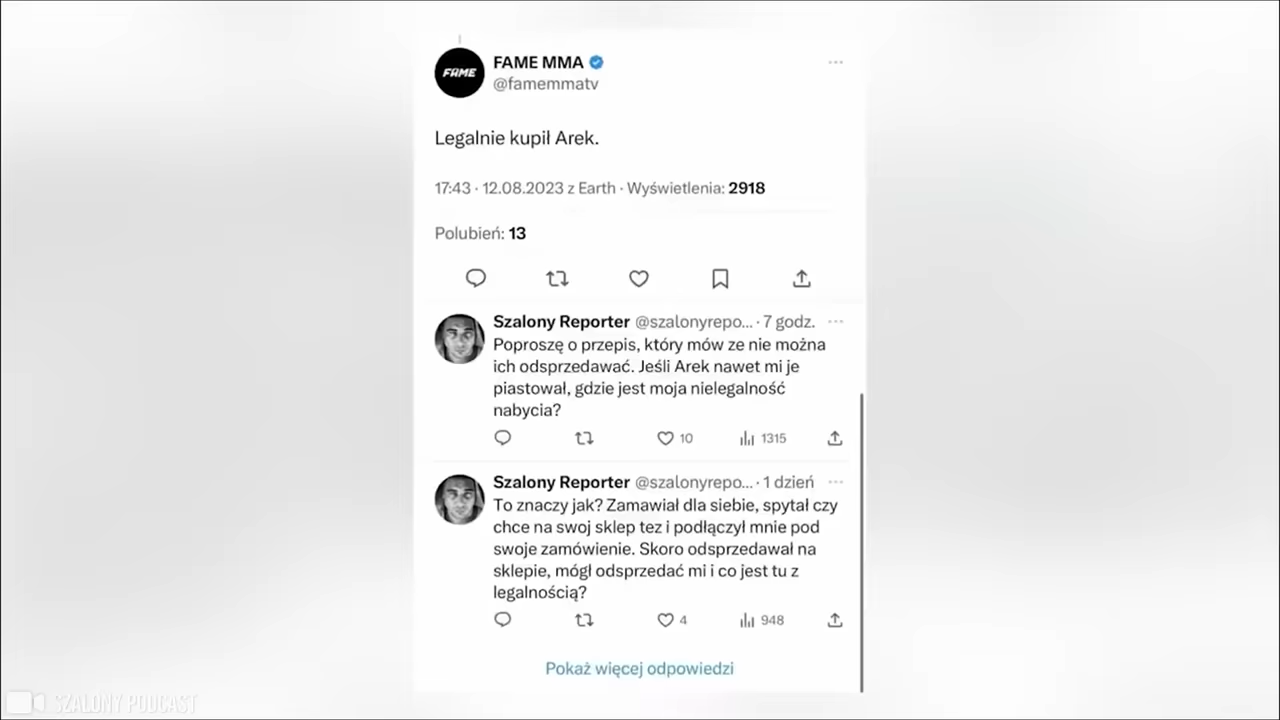 FAME
FAME MMA
@famemmatv
Legalnie kupił Arek.
17:43 · 12.08.2023 z Earth · Wyświetlenia: 2918
Polubień: 13
Szalony Reporter @szalonyrepo... · 7 godz.
Poproszę o przepis, który mów ze nie można
ich odsprzedawać. Jeśli Arek nawet mi je
piastował, gdzie jest moja nielegalność
nabycia?
10 1315
Szalony Reporter @szalonyrepo... · 1 dzień
To znaczy jak? Zamawiał dla siebie, spytał czy
chce na swoj sklep tez i podłączył mnie pod
swoje zamówienie. Skoro odsprzedawał na
sklepie, mógł odsprzedać mi i co jest tu z
legalnością?
4 948
Pokaż więcej odpowiedzi
SZALONY PODCAST